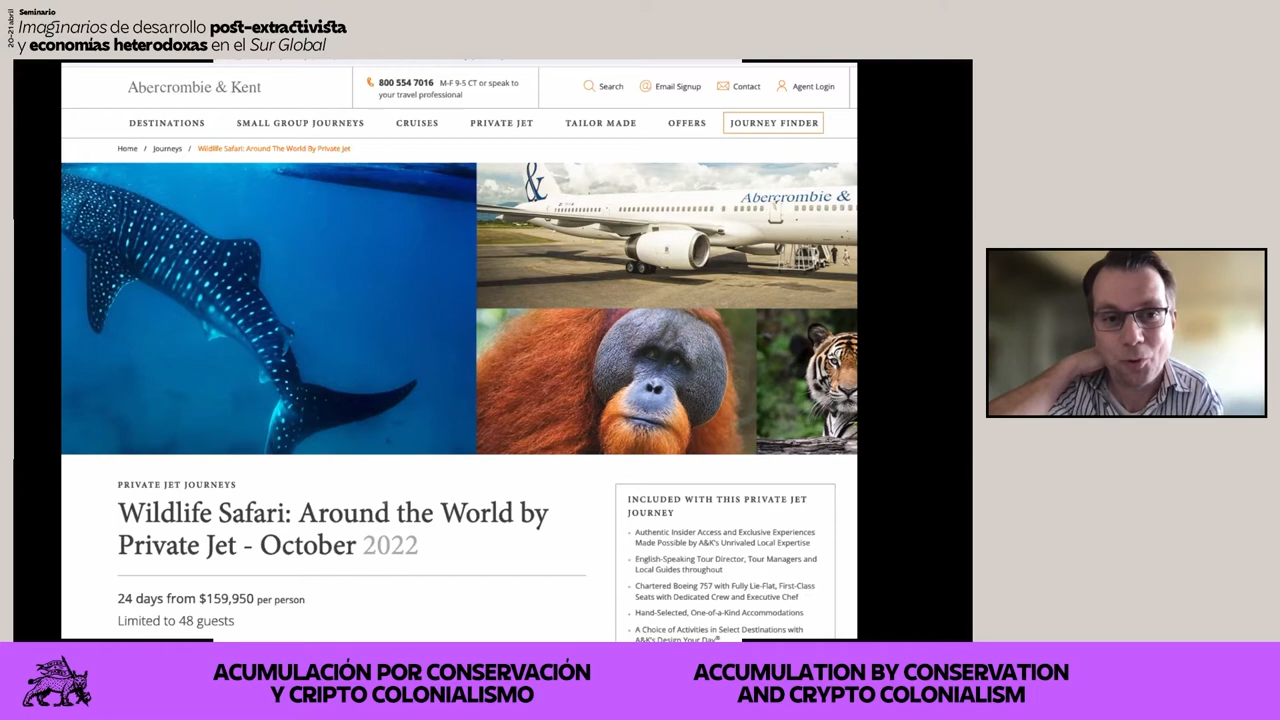 20-21 abril
Seminario
Imaginarios de desarrollo post-extractivista
y economías heterodoxas en el Sur Global
Abercrombie & Kent
800 554 7016 M-F 9-5 CT or speak to
your travel professional
Search
Email Signup
Contact
Agent Login
DESTINATIONS
SMALL GROUP JOURNEYS
CRUISES
PRIVATE JET
TAILOR MADE
OFFERS
JOURNEY FINDER
Home / Journeys / Wildlife Safari: Around The World By Private Jet
&
Abercrombie &
PRIVATE JET JOURNEYS
Wildlife Safari: Around the World by
Private Jet - October 2022
24 days from $159,950 per person
Limited to 48 guests
INCLUDED WITH THIS PRIVATE JET
JOURNEY
Authentic Insider Access and Exclusive Experiences
Made Possible by A&K's Unrivaled Local Expertise
English-Speaking Tour Director, Tour Managers and
Local Guides throughout
Chartered Boeing 757 with Fully Lie-Flat, First-Class
Seats with Dedicated Crew and Executive Chef
Hand-Selected, One-of-a-Kind Accommodations
A Choice of Activities in Select Destinations with
A&K's Design Your Day®
ACUMULACIÓN POR CONSERVACIÓN
Y CRIPTO COLONIALISMO
ACCUMULATION BY CONSERVATION
AND CRYPTO COLONIALISM